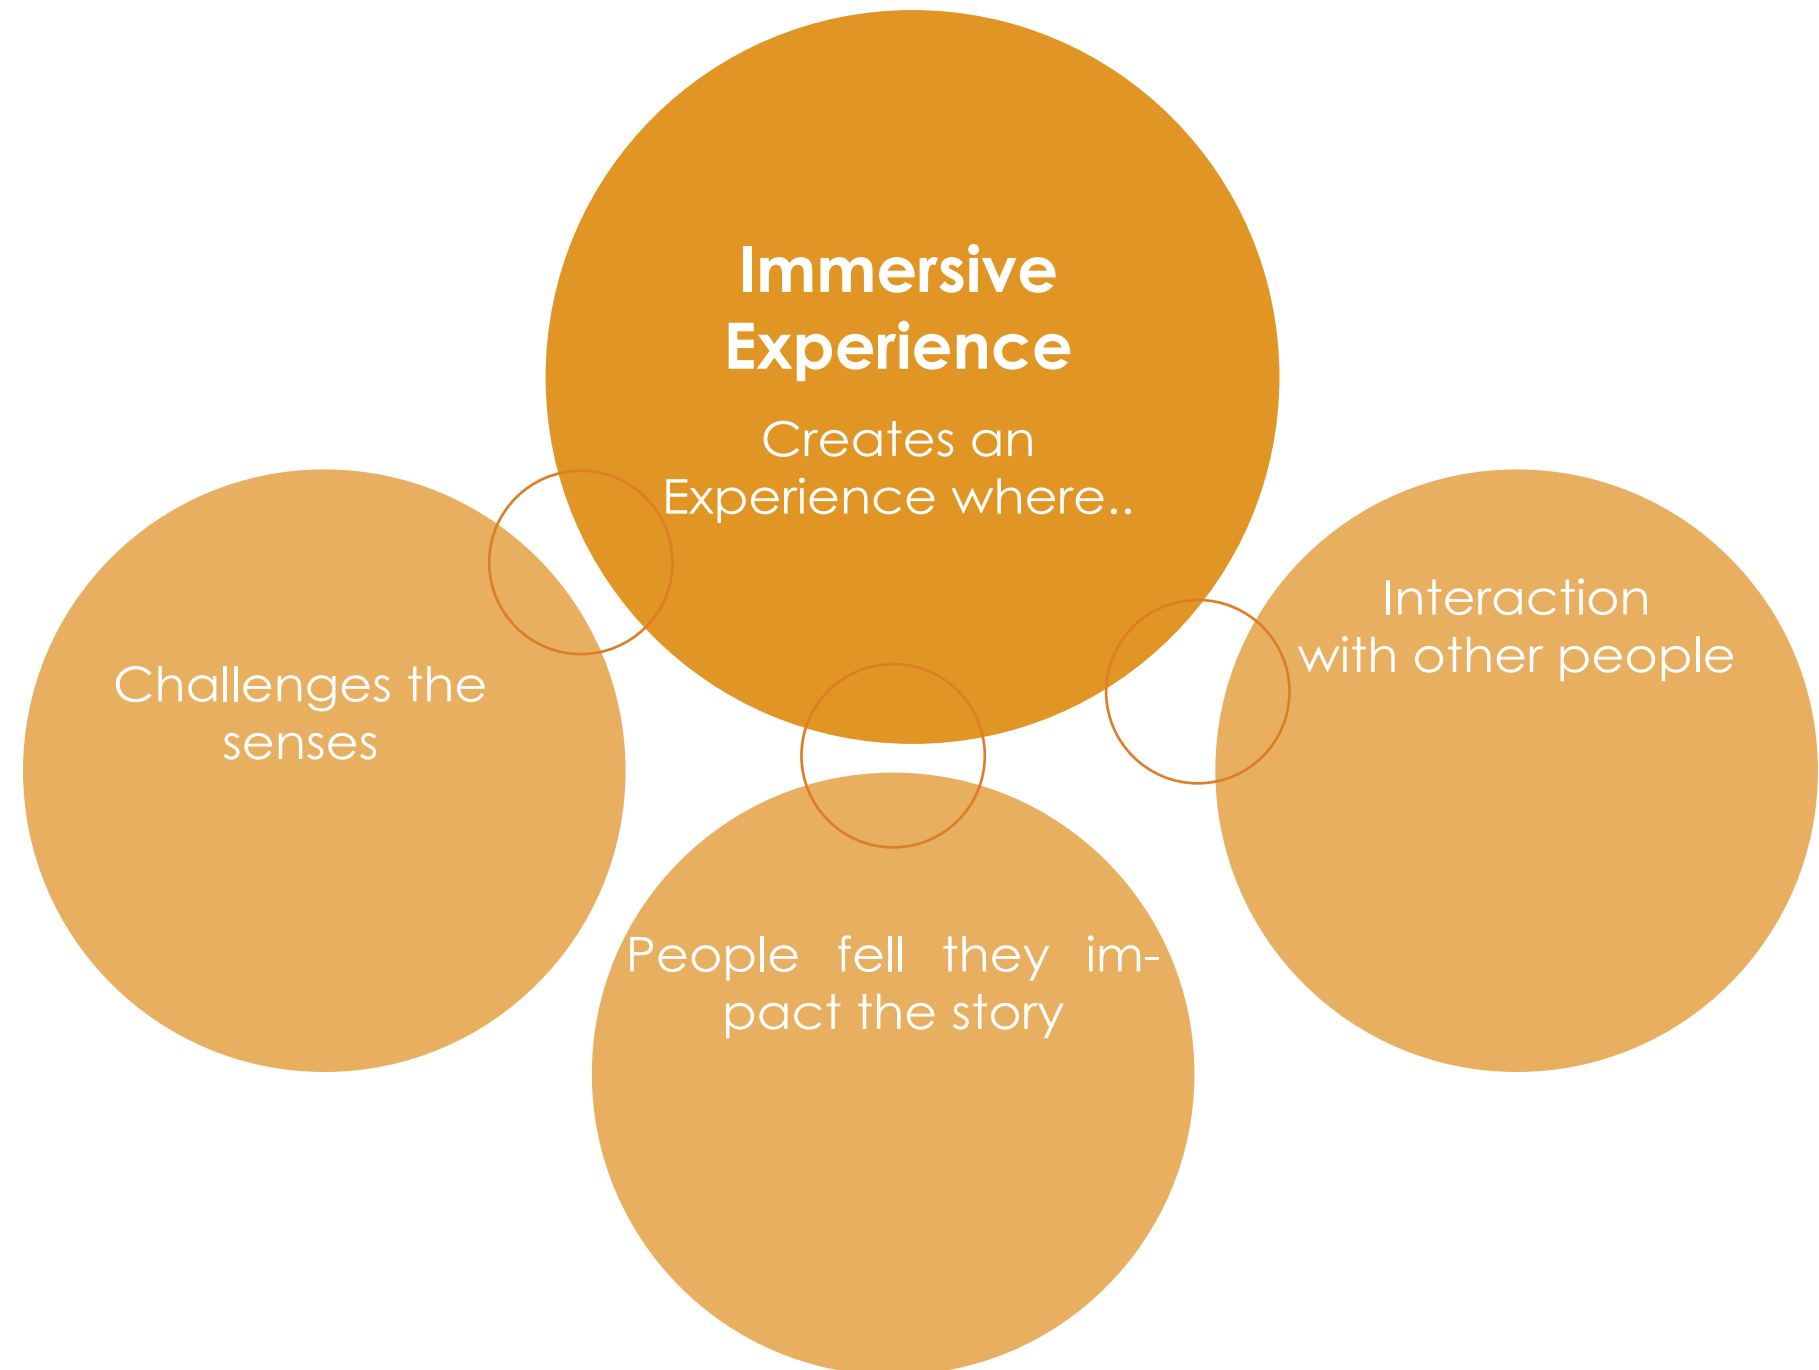 Immersive
Experience
Creates an
Experience where..
Challenges the
senses
Interaction
with other people
People fell they im-
pact the story